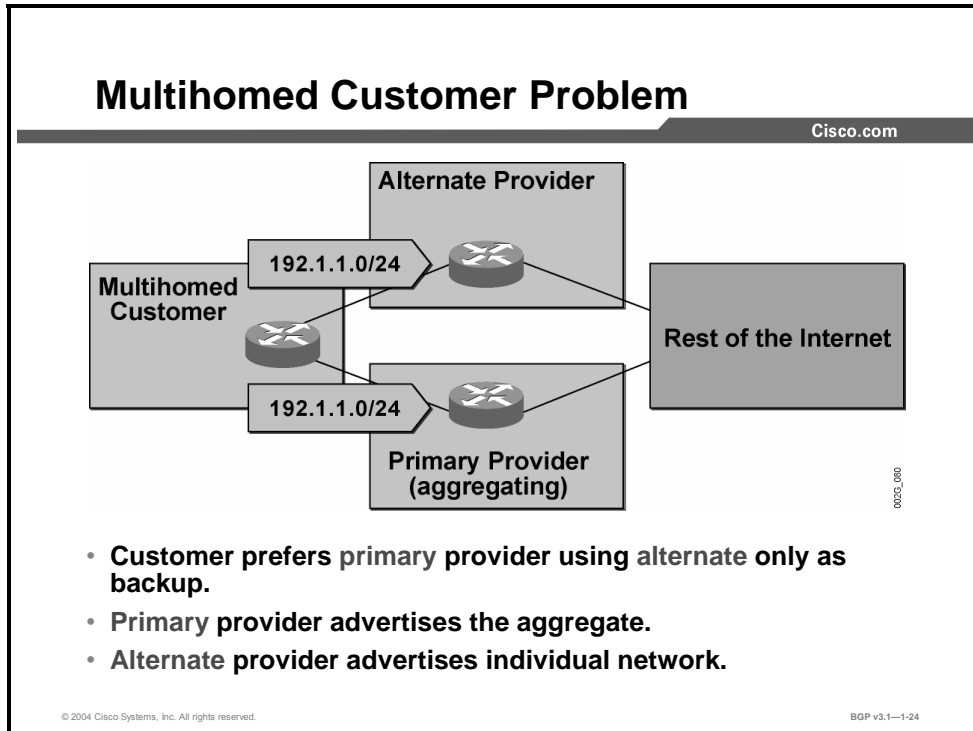 Multihomed Customer Problem
Cisco.com
Alternate Provider
192.1.1.0/24
Multihomed
Customer
Rest of the Internet
192.1.1.0/24
Primary Provider
(aggregating)
002G_080
• Customer prefers primary provider using alternate only as
backup.
• Primary provider advertises the aggregate.
• Alternate provider advertises individual network.
© 2004 Cisco Systems, Inc. All rights reserved.
BGP v3.1—1-24